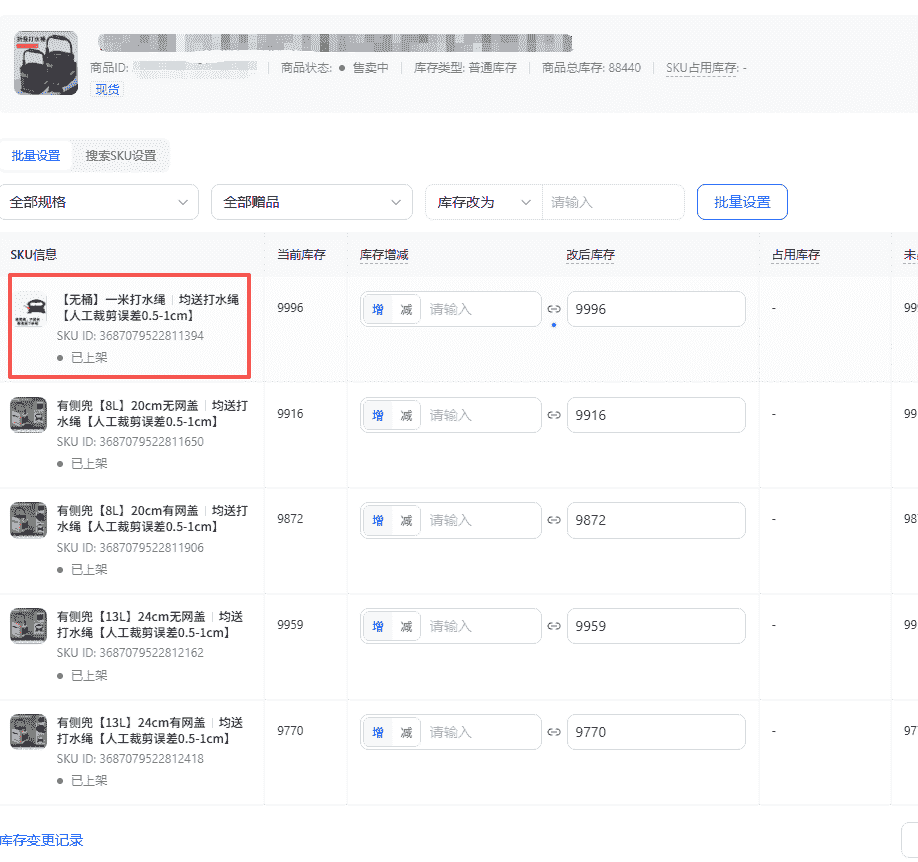 折叠打水桶
商品ID:
商品状态: ● 售卖中
库存类型: 普通库存
商品总库存: 88440
SKU占用库存: -
现货
批量设置 搜索SKU设置
全部规格 全部赠品 库存改为 请输入 批量设置
SKU信息 当前库存 库存增减 改后库存 占用库存
【无桶】一米打水绳 | 均送打水绳
【人工裁剪误差0.5-1cm】
SKU ID: 3687079522811394
● 已上架
9996 增 减 请输入 9996 - 99
有侧兜【8L】20cm无网盖 | 均送打
水绳【人工裁剪误差0.5-1cm】
SKU ID: 3687079522811650
● 已上架
9916 增 减 请输入 9916 - 99
有侧兜【8L】20cm有网盖 | 均送打
水绳【人工裁剪误差0.5-1cm】
SKU ID: 3687079522811906
● 已上架
9872 增 减 请输入 9872 - 98
有侧兜【13L】24cm无网盖 | 均送
打水绳【人工裁剪误差0.5-1cm】
SKU ID: 3687079522812162
● 已上架
9959 增 减 请输入 9959 - 99
有侧兜【13L】24cm有网盖 | 均送
打水绳【人工裁剪误差0.5-1cm】
SKU ID: 3687079522812418
● 已上架
9770 增 减 请输入 9770 - 97
库存变更记录